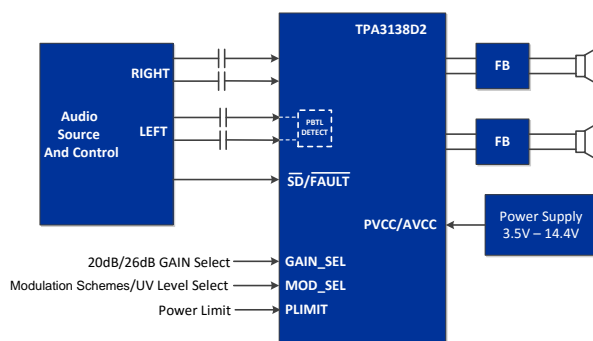 TPA3138D2
RIGHT
FB
Audio
Source
And Control
LEFT
PBTL
DETECT
FB
SD/FAULT
PVCC/AVCC
Power Supply
3.5V – 14.4V
20dB/26dB GAIN Select
GAIN_SEL
Modulation Schemes/UV Level Select
MOD_SEL
Power Limit
PLIMIT